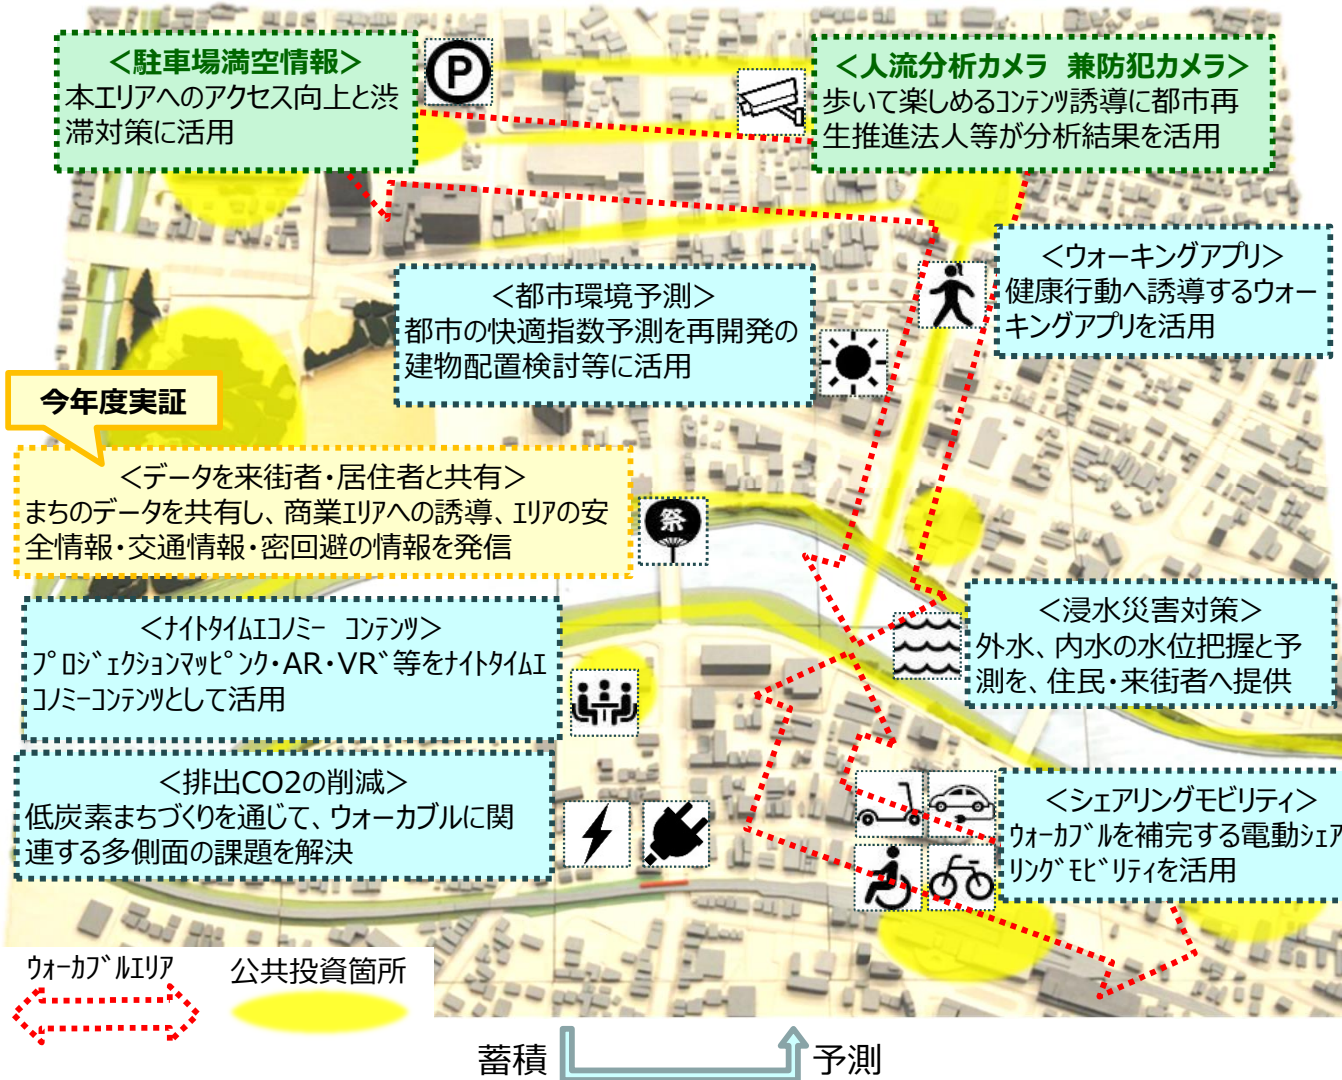 <駐車場満空情報>
本エリアへのアクセス向上と渋
滞対策に活用
P
<人流分析カメラ 兼防犯カメラ>
歩いて楽しめるｺﾝﾃﾝﾂ誘導に都市再
生推進法人等が分析結果を活用
<都市環境予測>
都市の快適指数予測を再開発の
建物配置検討等に活用
<ウォーキングアプリ>
健康行動へ誘導するウォー
キングアプリを活用
今年度実証
<データを来街者・居住者と共有>
まちのデータを共有し、商業ｴﾘｱへの誘導、ｴﾘｱの安
全情報・交通情報・密回避の情報を発信
祭
<ﾅｲﾄﾀｲﾑｴｺﾉﾐｰ ｺﾝﾃﾝﾂ>
ﾌﾟﾛｼﾞｪｸｼｮﾝﾏｯﾋﾟﾝｸ・AR・VRﾞ等をﾅｲﾄﾀｲﾑｴ
ｺﾉﾐｰｺﾝﾃﾝﾂとして活用
<浸水災害対策>
外水、内水の水位把握と予
測を、住民・来街者へ提供
<排出CO2の削減>
低炭素まちづくりを通じて、ウォーカブルに関
連する多側面の課題を解決
<シェアリングモビリティ>
ｳｫｰｶﾌﾞﾙを補完する電動ｼｪｱ
ﾘﾝｸﾞﾓﾋﾞﾘﾃｨを活用
ｳｫｰｶﾌﾞﾙｴﾘｱ
公共投資箇所
蓄積
予測